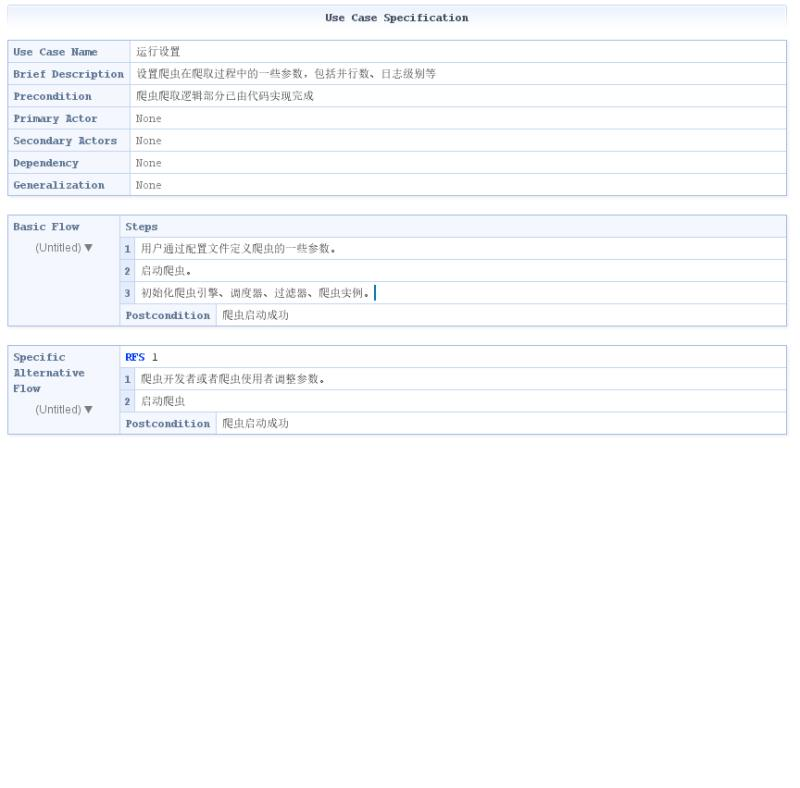 Use Case Specification
Use Case Name 运行设置
Brief Description 设置爬虫在爬取过程中的一些参数，包括并行数、日志级别等
Precondition 爬虫爬取逻辑部分已由代码实现完成
Primary Actor None
Secondary Actors None
Dependency None
Generalization None
Basic Flow Steps
(Untitled) ▼
1 用户通过配置文件定义爬虫的一些参数。
2 启动爬虫。
3 初始化爬虫引擎、调度器、过滤器、爬虫实例。
Postcondition 爬虫启动成功
Specific
Alternative
Flow
(Untitled) ▼
RFS 1
1 爬虫开发者或者爬虫使用者调整参数。
2 启动爬虫
Postcondition 爬虫启动成功